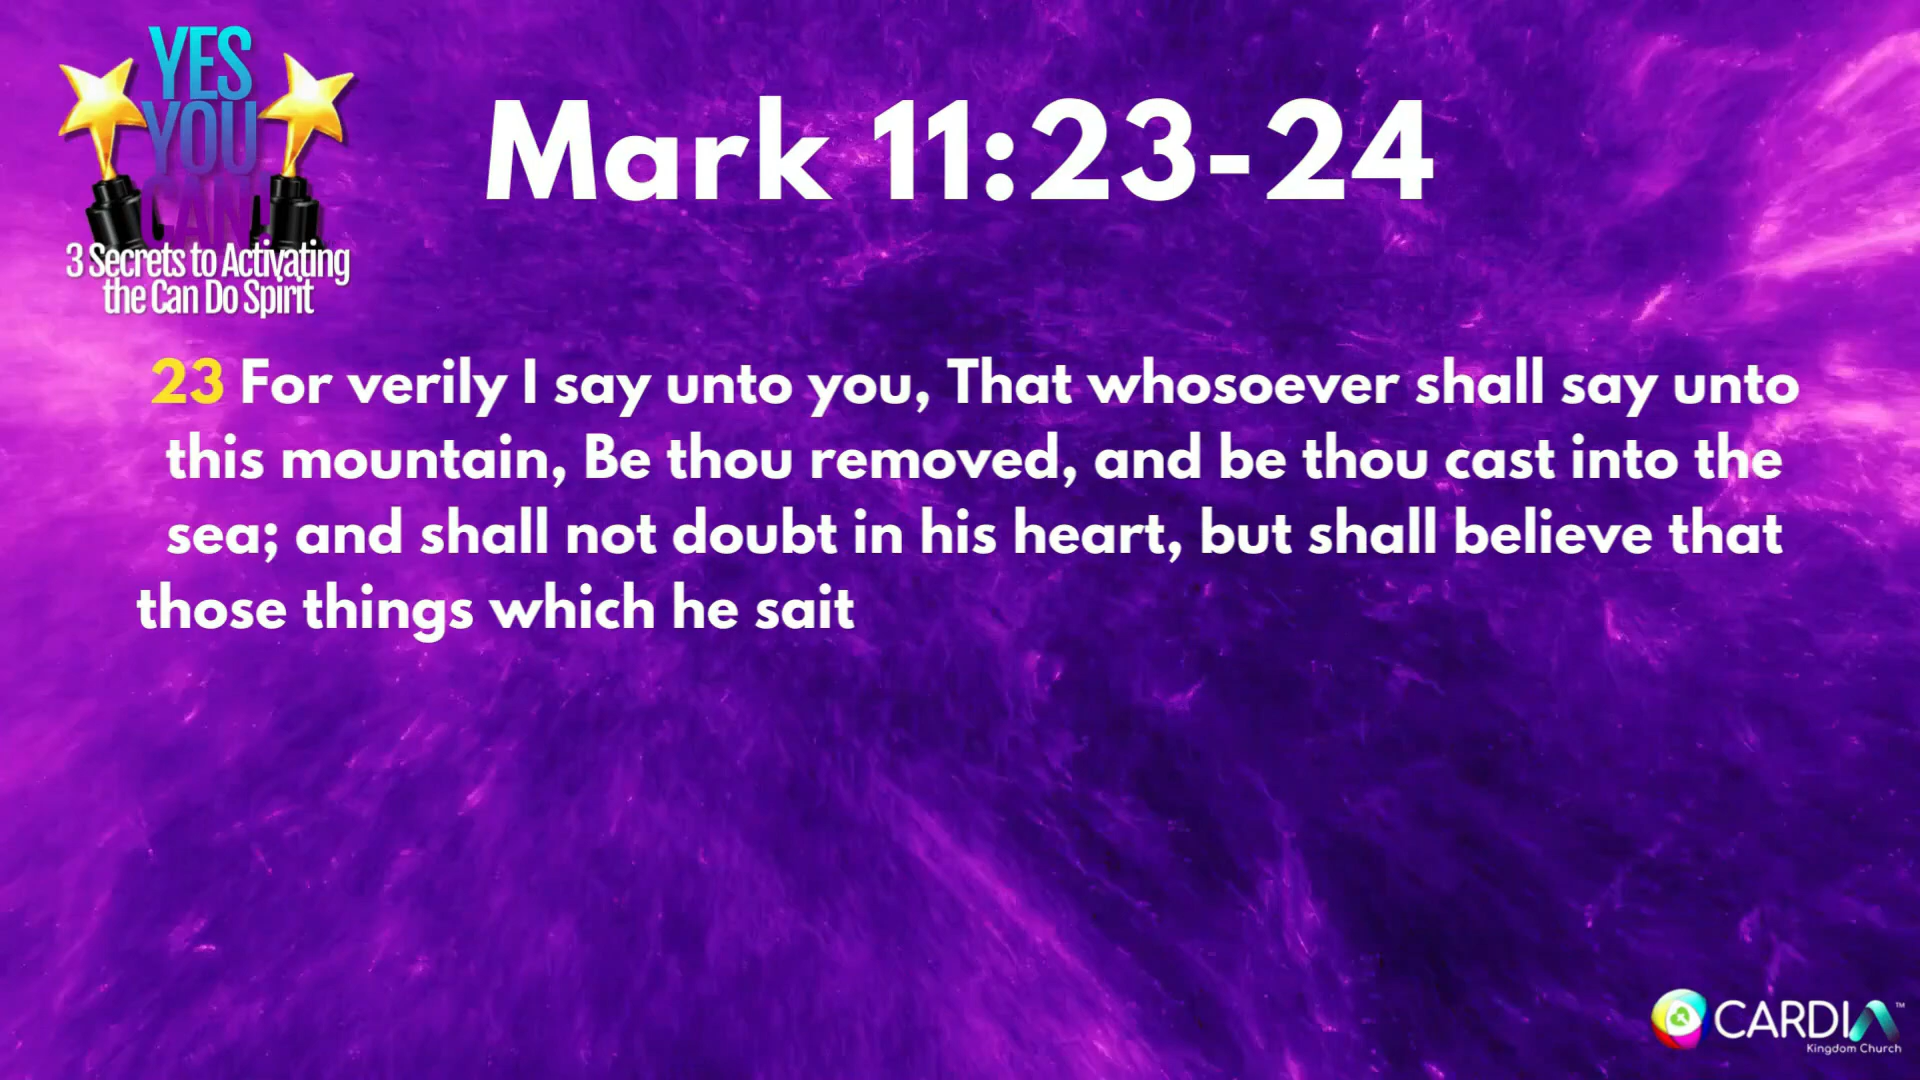 YES
YOU
CAN!
3 Secrets to Activating
the Can Do Spirit
Mark 11:23-24
23 For verily I say unto you, That whosoever shall say unto
this mountain, Be thou removed, and be thou cast into the
sea; and shall not doubt in his heart, but shall believe that
those things which he sait
CARDIA™
Kingdom Church